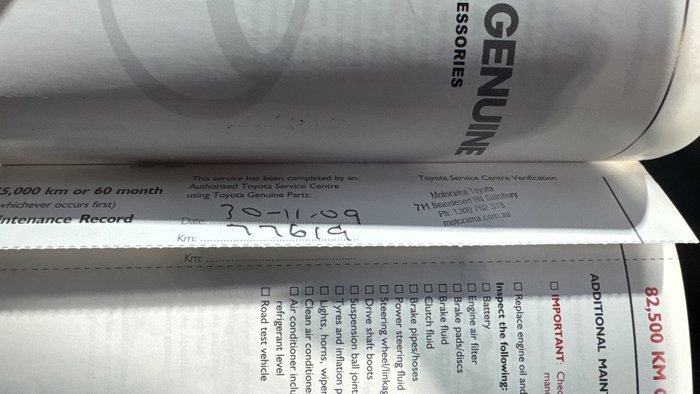 GENUINE
ESSORIES
5,000 km or 60 month
whichever occurs first)
ntenance Record
This service has been completed by an
Authorised Toyota Service Centre
using Toyota Genuine Parts:
Date: 30-11-09
Km: 77619
Toyota Service Centre Verification
Motorama Toyota
711 Beaudesert Rd Salisbury
Ph: 1300 762 318
motorama.com.au
Km:
82,500 KM
ADDITIONAL MAIN
☐ IMPORTANT: Chec
man
☐ Replace engine oil and
Inspect the following:
☐ Battery
☐ Engine air filter
☐ Brake pads/discs
☐ Brake fluid
☐ Clutch fluid
☐ Brake pipes/hoses
☐ Power steering fluid
☐ Steering wheel/linkag
☐ Drive shaft boots
☐ Suspension ball joint
☐ Tyres and inflation p
☐ Lights, horns, wiper
☐ Clean air conditione
☐ Air conditioner inclu
refrigerant level
☐ Road test vehicle